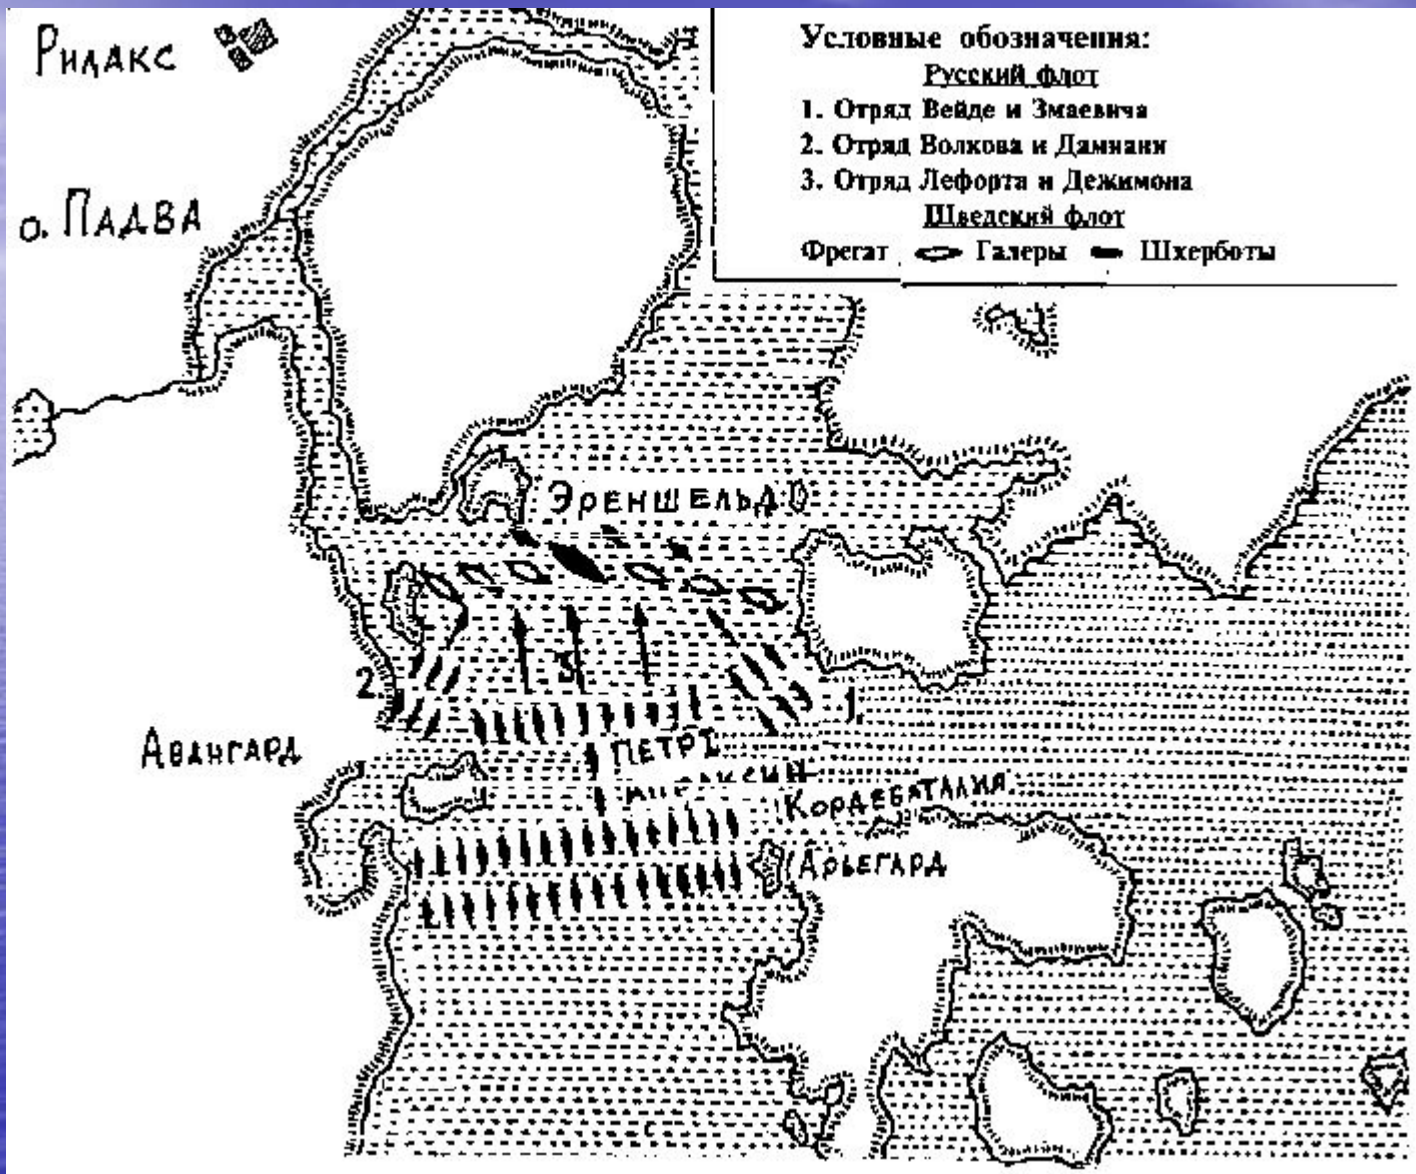 Рилакс
о. Падва
Условные обозначения:
Русский флот
1. Отряд Вейде и Змаевича
2. Отряд Волкова и Дамиани
3. Отряд Лефорта и Дежимона
Шведский флот
Фрегат Галеры Шхерботы
Эреншельд
3
2.
1.
Авангард
Петр I
Кордебаталия
Арьегард